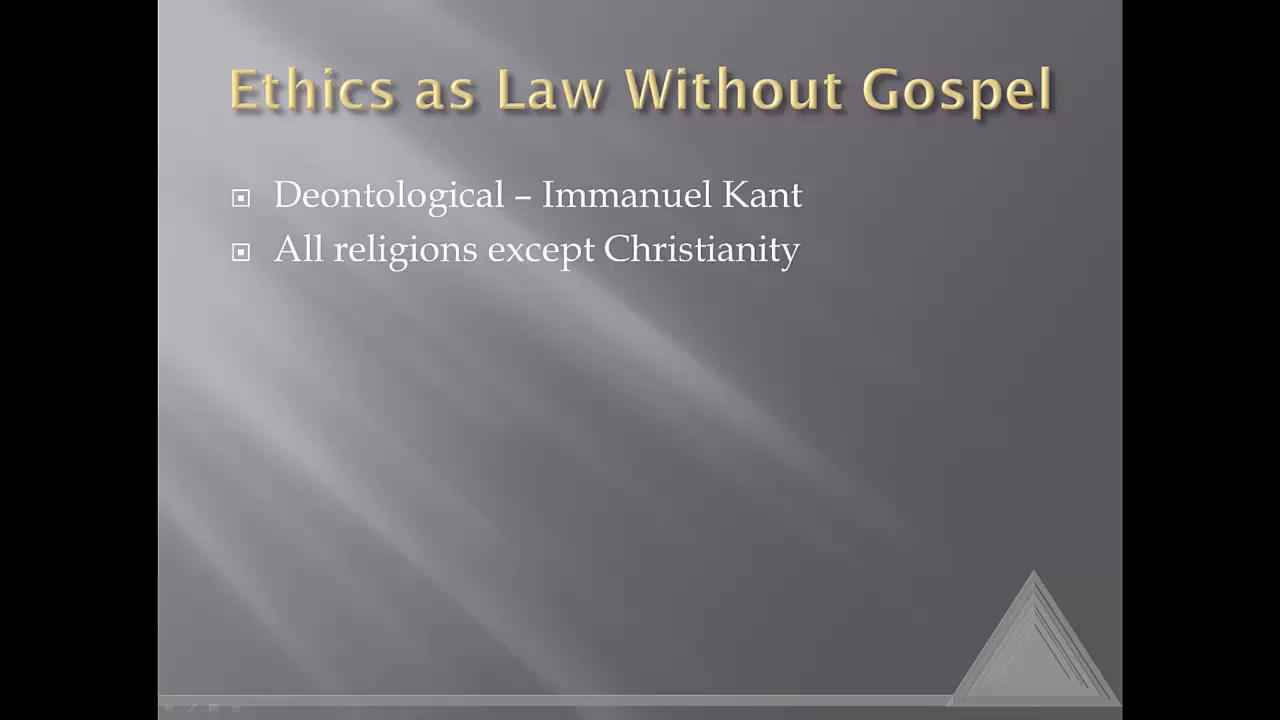 Ethics as Law Without Gospel
Deontological – Immanuel Kant
All religions except Christianity